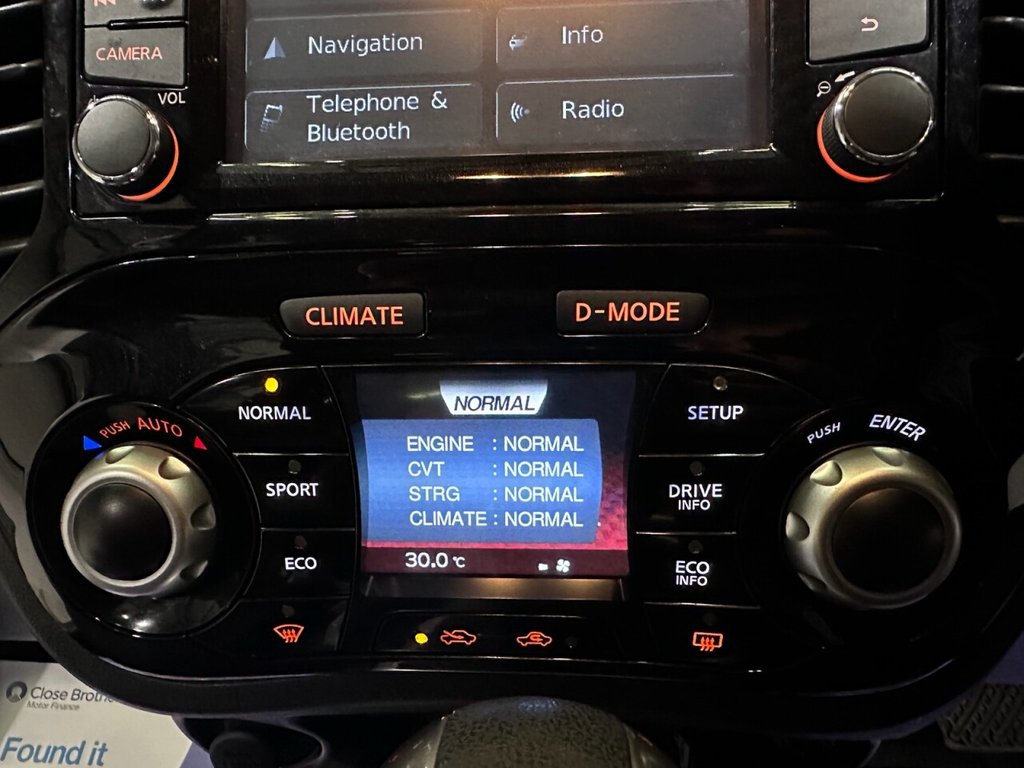 CAMERA
VOL
Navigation
Info
Telephone &
Bluetooth
Radio
CLIMATE
D-MODE
NORMAL
SPORT
ECO
PUSH AUTO
NORMAL
ENGINE : NORMAL
CVT : NORMAL
STRG : NORMAL
CLIMATE : NORMAL
30.0 °C
SETUP
DRIVE
INFO
ECO
INFO
PUSH ENTER
Close Brothe
Motor Finance
Found it